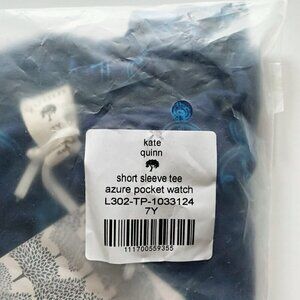 kate
quinn
short sleeve tee
azure pocket watch
L302-TP-1033124
7Y
111700559355